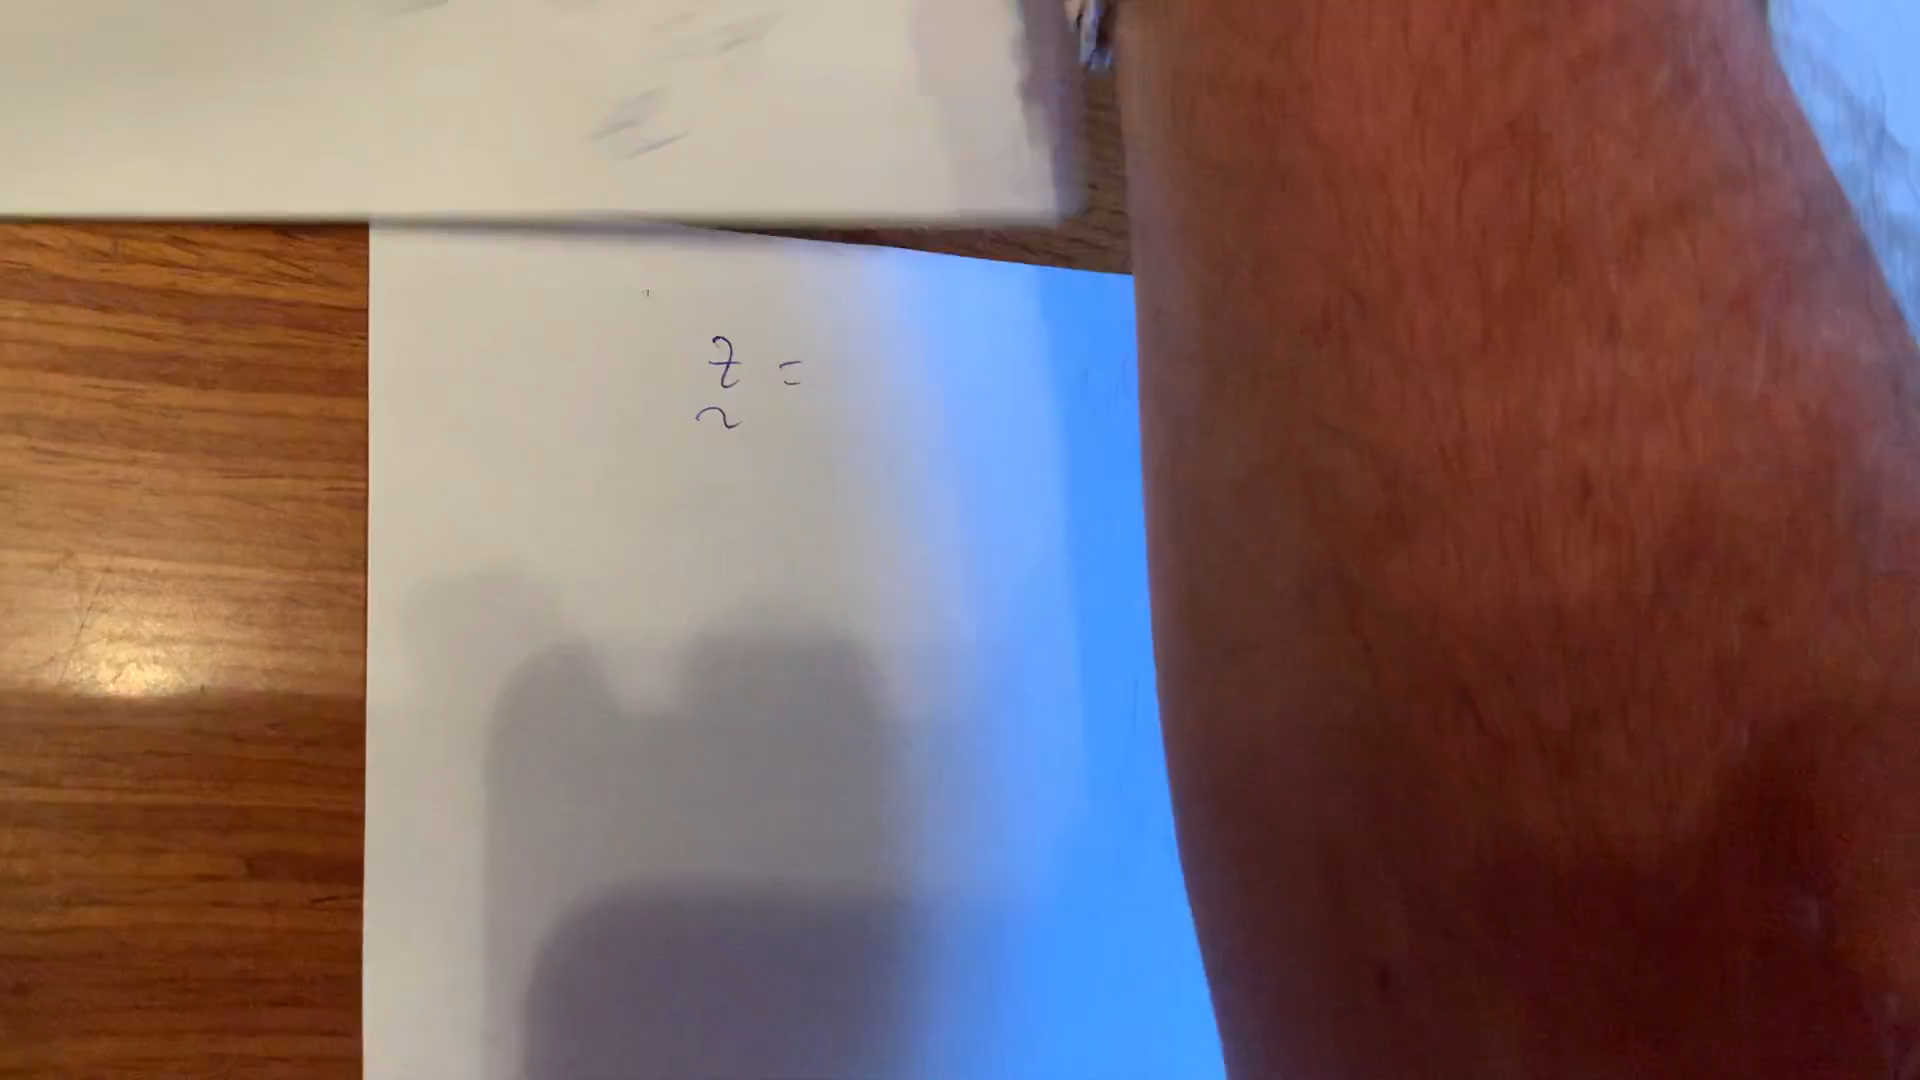 z =
~